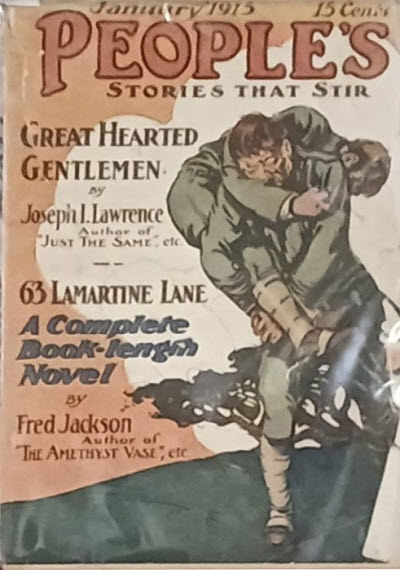 January 1915 15 Cents
PEOPLE'S
STORIES THAT STIR
GREAT HEARTED
GENTLEMEN.
By
Joseph I. Lawrence
Author of
"JUST THE SAME", etc.
63 LAMARTINE LANE
A Complete
Book-length
Novel
By
Fred Jackson
Author of
"THE AMETHYST VASE", etc.